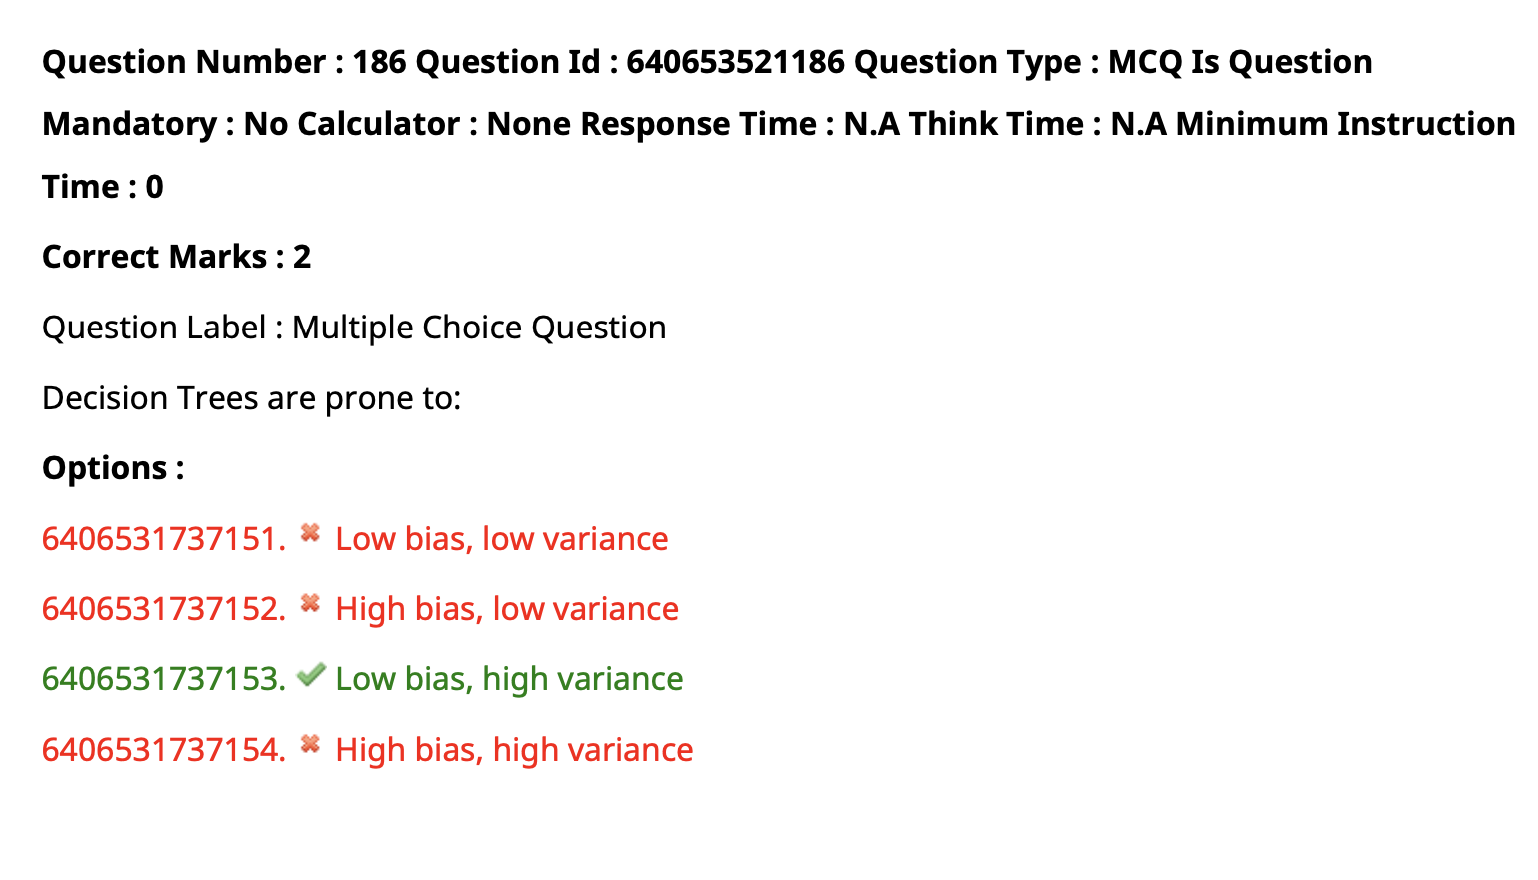 Question Number : 186 Question Id : 640653521186 Question Type : MCQ Is Question
Mandatory : No Calculator : None Response Time : N.A Think Time : N.A Minimum Instruction
Time : 0
Correct Marks : 2
Question Label : Multiple Choice Question
Decision Trees are prone to:
Options :
6406531737151. Low bias, low variance
6406531737152. High bias, low variance
6406531737153. Low bias, high variance
6406531737154. High bias, high variance